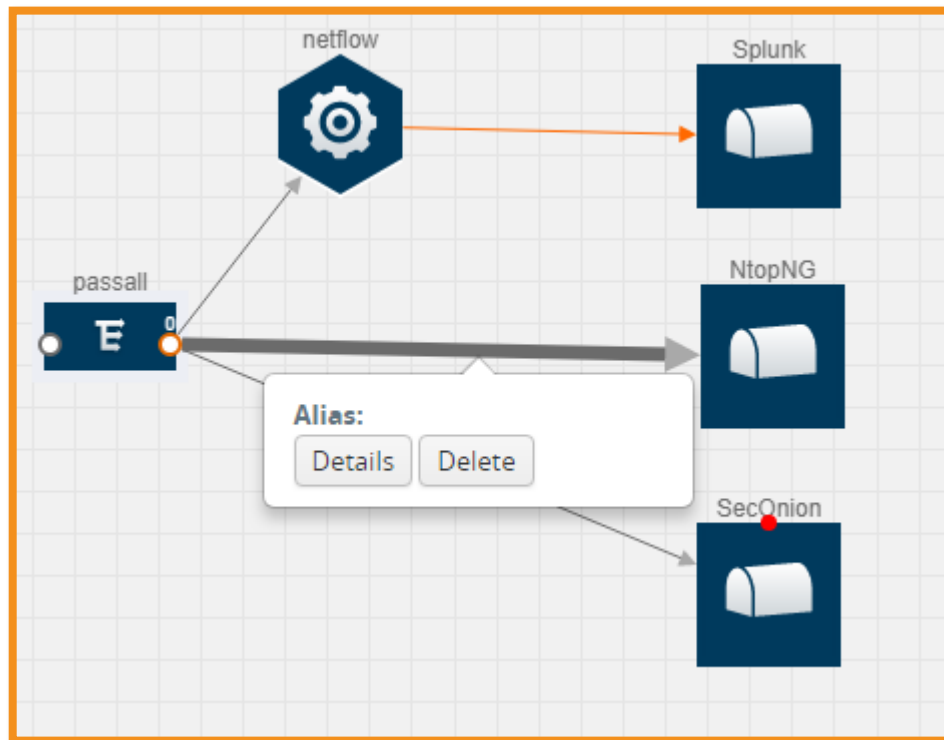 netflow
Splunk
passall
0
NtopNG
Alias:
Details
Delete
SecOnion